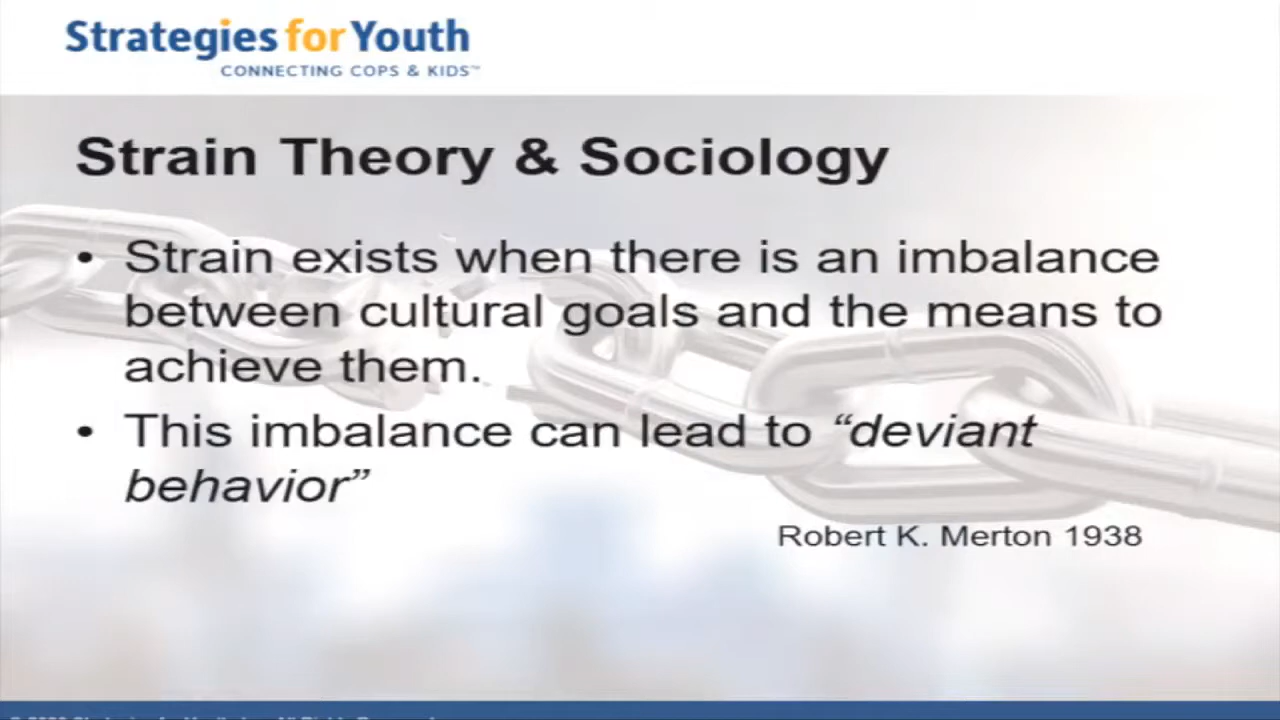 Strategies for Youth
CONNECTING COPS & KIDS™
Strain Theory & Sociology
• Strain exists when there is an imbalance
between cultural goals and the means to
achieve them.
• This imbalance can lead to “deviant
behavior”
Robert K. Merton 1938